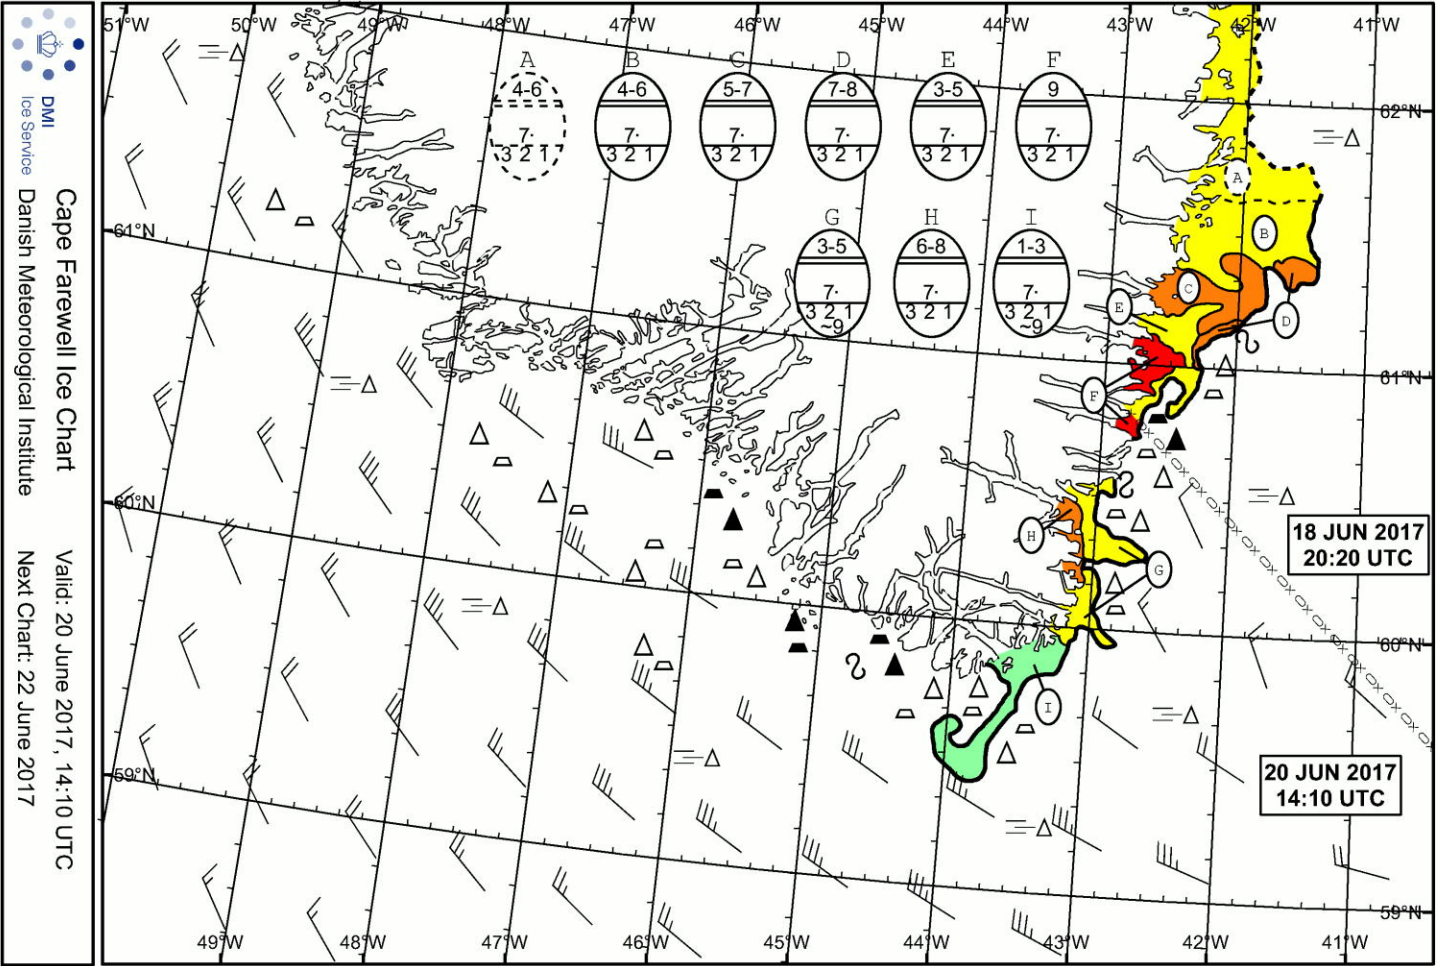 DMI
Ice Service
Cape Farewell Ice Chart
Danish Meteorological Institute
Valid: 20 June 2017, 14:10 UTC
Next Chart: 22 June 2017
51°W 50°W 49°W 48°W 47°W 46°W 45°W 44°W 43°W 42°W 41°W
A B C D E F
4-6 4-6 5-7 7-8 3-5 9
7· 7· 7· 7· 7· 7·
3 2 1 3 2 1 3 2 1 3 2 1 3 2 1 3 2 1
62°N
A
G H I
3-5 6-8 1-3
7· 7· 7·
3 2 1 3 2 1 3 2 1
~9 ~9
61°N
B
C
E
D
61°N
F
60°N
18 JUN 2017
20:20 UTC
H
G
60°N
I
59°N
20 JUN 2017
14:10 UTC
59°N
49°W 48°W 47°W 46°W 45°W 44°W 43°W 42°W 41°W